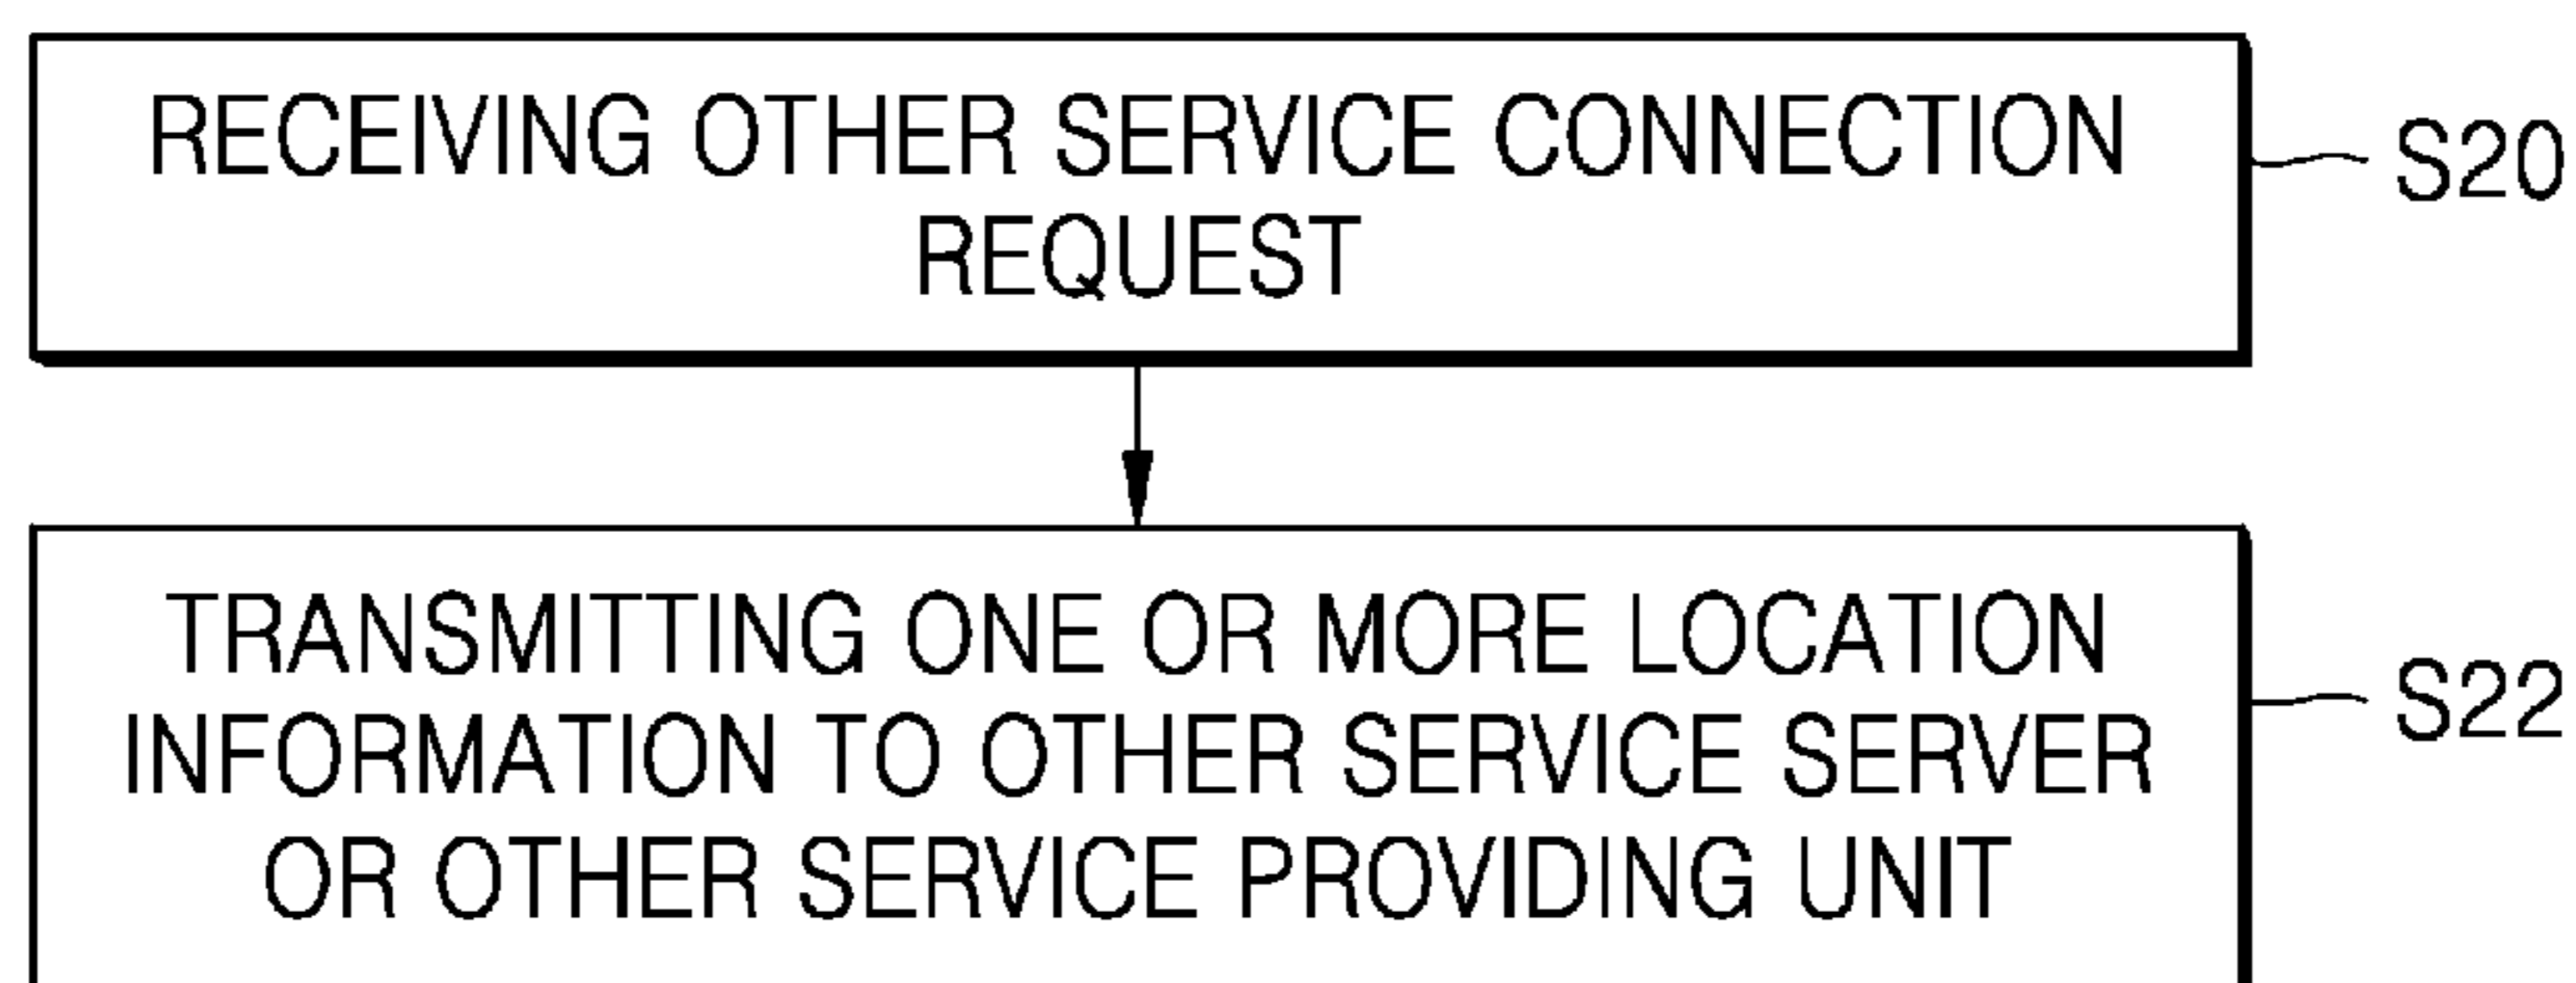 RECEIVING OTHER SERVICE CONNECTION
REQUEST
S20
TRANSMITTING ONE OR MORE LOCATION
INFORMATION TO OTHER SERVICE SERVER
OR OTHER SERVICE PROVIDING UNIT
S22